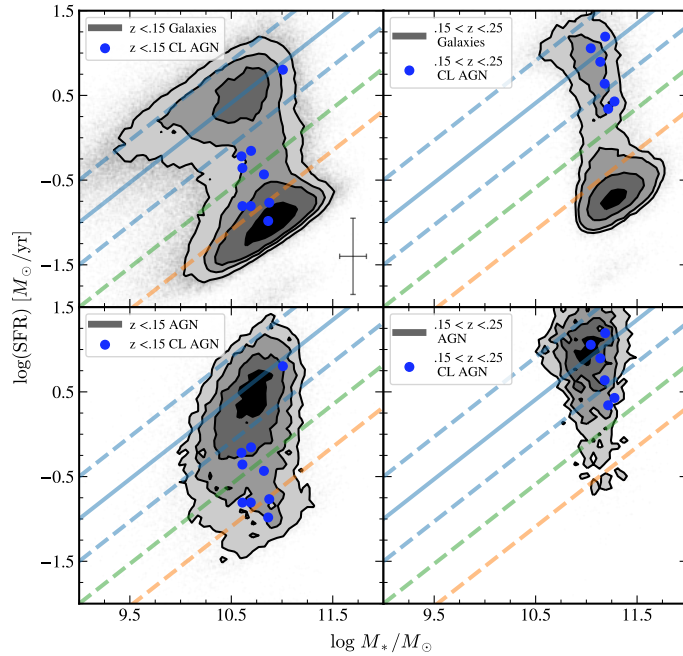 z <.15 Galaxies
z <.15 CL AGN
.15 < z <.25
Galaxies
.15 < z <.25
CL AGN
1.5
0.5
−0.5
−1.5
log(SFR) [M⊙/yr]
z <.15 AGN
z <.15 CL AGN
.15 < z <.25
AGN
.15 < z <.25
CL AGN
1.5
0.5
−0.5
−1.5
9.5 10.5 11.5 9.5 10.5 11.5
log M*/M⊙